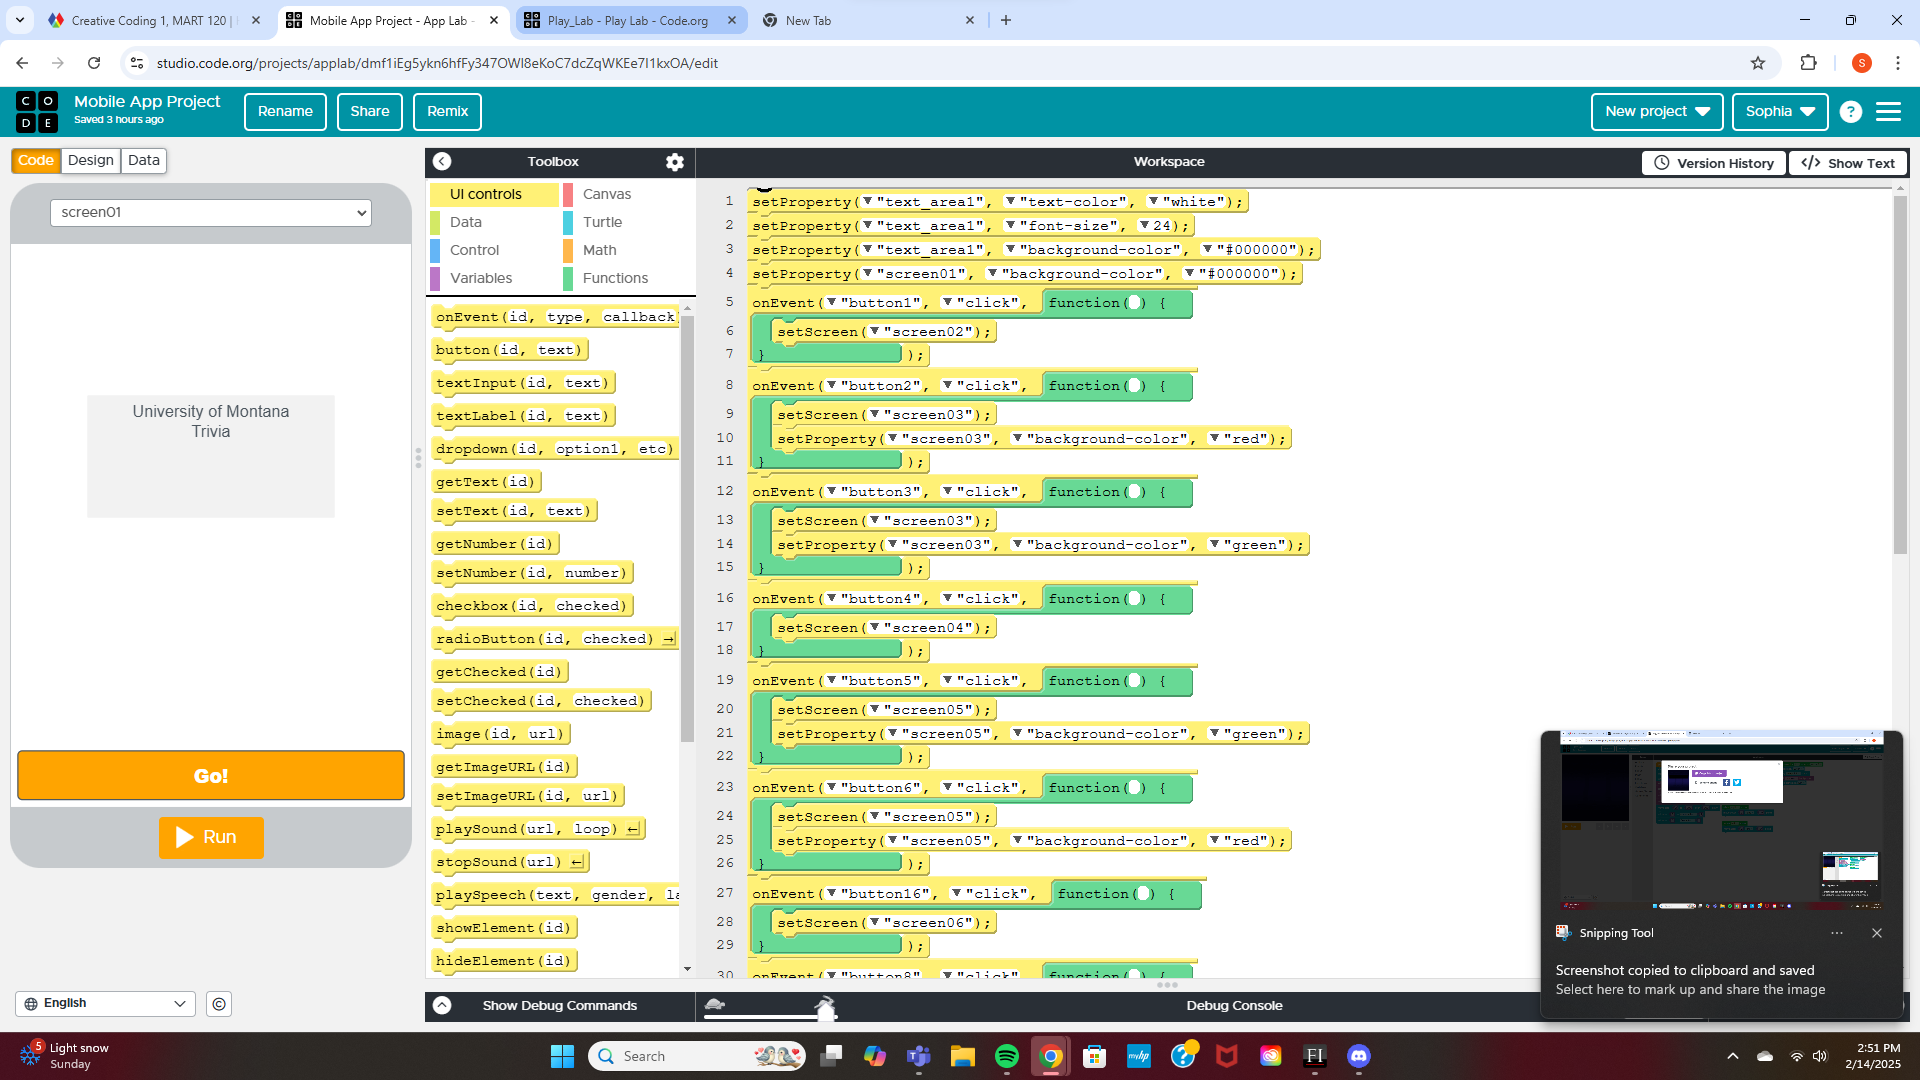 Creative Coding 1, MART 120 |
Mobile App Project - App Lab -
Play_Lab - Play Lab - Code.org
New Tab
studio.code.org/projects/applab/dmf1iEg5ykn6hfFy347OWI8eKoC7dcZqWKEe7I1kxOA/edit
S
C O D E
Mobile App Project
Saved 3 hours ago
Rename
Share
Remix
New project
Sophia
?
Code
Design
Data
screen01
University of Montana
Trivia
Go!
Run
English
©
Toolbox
UI controls
Canvas
Data
Turtle
Control
Math
Variables
Functions
onEvent(id, type, callback
button(id, text)
textInput(id, text)
textLabel(id, text)
dropdown(id, option1, etc)
getText(id)
setText(id, text)
getNumber(id)
setNumber(id, number)
checkbox(id, checked)
radioButton(id, checked)
getChecked(id)
setChecked(id, checked)
image(id, url)
getImageURL(id)
setImageURL(id, url)
playSound(url, loop)
stopSound(url)
playSpeech(text, gender, la
showElement(id)
hideElement(id)
Show Debug Commands
Workspace
Version History
</> Show Text
1 setProperty("text_area1", "text-color", "white");
2 setProperty("text_area1", "font-size", 24);
3 setProperty("text_area1", "background-color", "#000000");
4 setProperty("screen01", "background-color", "#000000");
5 onEvent("button1", "click", function() {
6 setScreen("screen02");
7 } );
8 onEvent("button2", "click", function() {
9 setScreen("screen03");
10 setProperty("screen03", "background-color", "red");
11 } );
12 onEvent("button3", "click", function() {
13 setScreen("screen03");
14 setProperty("screen03", "background-color", "green");
15 } );
16 onEvent("button4", "click", function() {
17 setScreen("screen04");
18 } );
19 onEvent("button5", "click", function() {
20 setScreen("screen05");
21 setProperty("screen05", "background-color", "green");
22 } );
23 onEvent("button6", "click", function() {
24 setScreen("screen05");
25 setProperty("screen05", "background-color", "red");
26 } );
27 onEvent("button16", "click", function() {
28 setScreen("screen06");
29 } );
30 onEvent("button8", "click", function() {
Debug Console
Snipping Tool
Screenshot copied to clipboard and saved
Select here to mark up and share the image
5
Light snow
Sunday
Search
myhp
FI
2:51 PM
2/14/2025